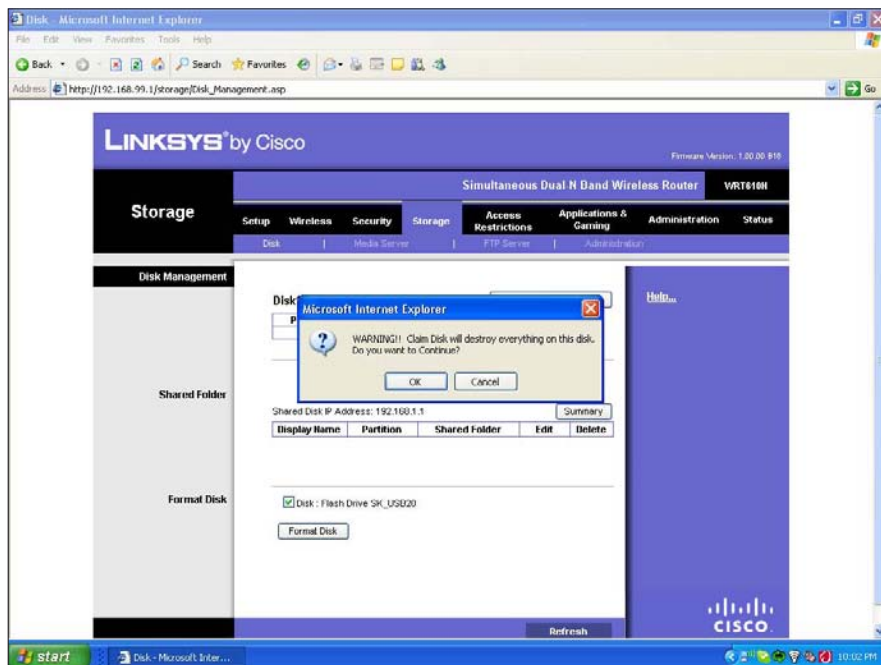 Disk - Microsoft Internet Explorer
File Edit View Favorites Tools Help
Back Search Favorites
Address http://192.168.99.1/storage/Disk_Management.asp Go
LINKSYS® by Cisco
Firmware Version: 1.00.00 B18
Simultaneous Dual N Band Wireless Router WRT610N
Storage
Setup Wireless Security Storage Access Restrictions Applications & Gaming Administration Status
Disk | Media Server | FTP Server | Administration
Disk Management
Disk
Help...
Microsoft Internet Explorer
WARNING!! Claim Disk will destroy everything on this disk.
Do you want to Continue?
OK Cancel
Shared Folder
Shared Disk IP Address: 192.168.1.1 Summary
Display Name Partition Shared Folder Edit Delete
Format Disk
Disk : Flash Drive SK_USB20
Format Disk
Refresh
CISCO
start Disk - Microsoft Inter... 10:02 PM